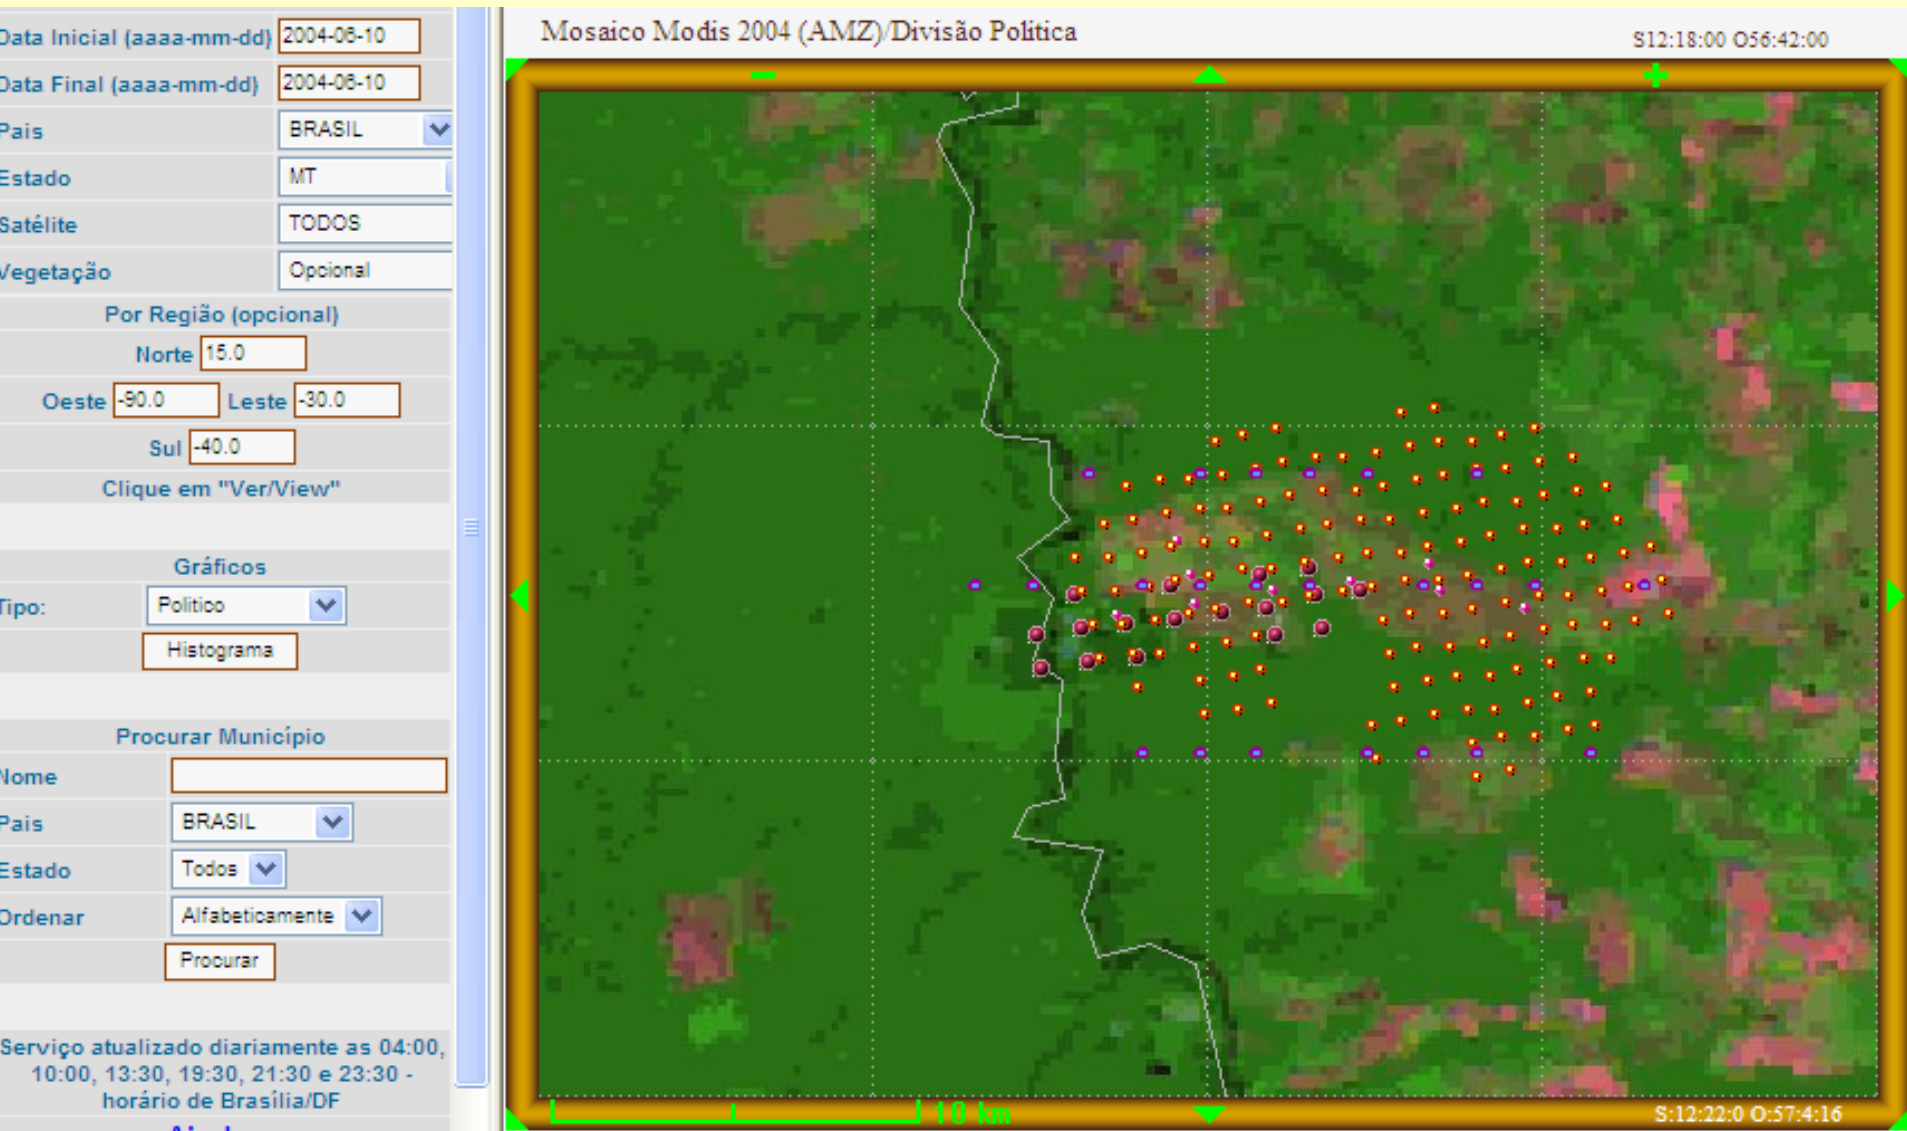 Data Inicial (aaaa-mm-dd) 2004-06-10
Data Final (aaaa-mm-dd) 2004-06-10
Pais BRASIL
Estado MT
Satélite TODOS
Vegetação Opcional
Por Região (opcional)
Norte 15.0
Oeste -90.0 Leste -30.0
Sul -40.0
Clique em "Ver/View"
Gráficos
Tipo: Politico
Histograma
Procurar Município
Nome
Pais BRASIL
Estado Todos
Ordenar Alfabeticamente
Procurar
Serviço atualizado diariamente as 04:00,
10:00, 13:30, 19:30, 21:30 e 23:30 -
horário de Brasília/DF
Mosaico Modis 2004 (AMZ)/Divisão Politica
S12:18:00 O56:42:00
10 km
S:12:22:0 O:57:4:16